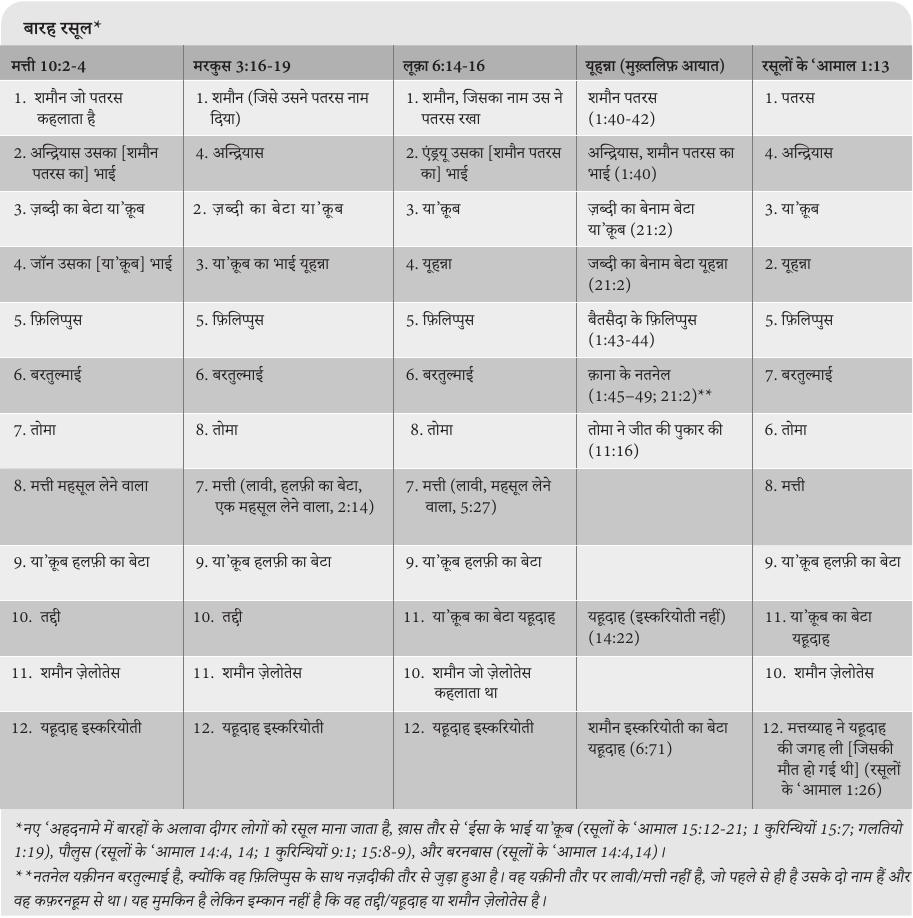 बारह रसूल*
मत्ती 10:2-4
मरकुस 3:16-19
लूक़ा 6:14-16
यूहन्ना (मुख़्तलिफ़ आयात)
रसूलों के ‘आमाल 1:13
1. शमौन जो पतरस
कहलाता है
1. शमौन (जिसे उसने पतरस नाम
दिया)
1. शमौन, जिसका नाम उस ने
पतरस रखा
शमौन पतरस
(1:40-42)
1. पतरस
2. अन्द्रियास उसका [शमौन
पतरस का] भाई
4. अन्द्रियास
2. एंड्रयू उसका [शमौन पतरस
का] भाई
अन्द्रियास, शमौन पतरस का
भाई (1:40)
4. अन्द्रियास
3. ज़ब्दी का बेटा या’क़ूब
2. ज़ब्दी का बेटा या’क़ूब
3. या’क़ूब
ज़ब्दी का बेनाम बेटा
या’क़ूब (21:2)
3. या’क़ूब
4. जॉन उसका [या’क़ूब] भाई
3. या’क़ूब का भाई यूहन्ना
4. यूहन्ना
जब्दी का बेनाम बेटा यूहन्ना
(21:2)
2. यूहन्ना
5. फ़िलिप्पुस
5. फ़िलिप्पुस
5. फ़िलिप्पुस
बैतसैदा के फ़िलिप्पुस
(1:43-44)
5. फ़िलिप्पुस
6. बरतुल्माई
6. बरतुल्माई
6. बरतुल्माई
क़ाना के नतनेल
(1:45–49; 21:2)**
7. बरतुल्माई
7. तोमा
8. तोमा
8. तोमा
तोमा ने जीत की पुकार की
(11:16)
6. तोमा
8. मत्ती महसूल लेने वाला
7. मत्ती (लावी, हलफ़ी का बेटा,
एक महसूल लेने वाला, 2:14)
7. मत्ती (लावी, महसूल लेने
वाला, 5:27)
8. मत्ती
9. या’क़ूब हलफ़ी का बेटा
9. या’क़ूब हलफ़ी का बेटा
9. या’क़ूब हलफ़ी का बेटा
9. या’क़ूब हलफ़ी का बेटा
10. तद्दी
10. तद्दी
11. या’क़ूब का बेटा यहूदाह
यहूदाह (इस्करियोती नहीं)
(14:22)
11. या’क़ूब का बेटा
यहूदाह
11. शमौन ज़ेलोतेस
11. शमौन ज़ेलोतेस
10. शमौन जो ज़ेलोतेस
कहलाता था
10. शमौन ज़ेलोतेस
12. यहूदाह इस्करियोती
12. यहूदाह इस्करियोती
12. यहूदाह इस्करियोती
शमौन इस्करियोती का बेटा
यहूदाह (6:71)
12. मत्तय्याह ने यहूदाह
की जगह ली [जिसकी
मौत हो गई थी] (रसूलों
के ‘आमाल 1:26)
*नए ‘अहदनामे में बारहों के अलावा दीगर लोगों को रसूल माना जाता है, ख़ास तौर से ‘ईसा के भाई या’क़ूब (रसूलों के ‘आमाल 15:12-21; 1 कुरिन्थियों 15:7; गलतियो
1:19), पौलुस (रसूलों के ‘आमाल 14:4, 14; 1 कुरिन्थियों 9:1; 15:8-9), और बरनबास (रसूलों के ‘आमाल 14:4,14)।
**नतनेल यक़ीनन बरतुल्माई है, क्योंकि वह फ़िलिप्पुस के साथ नज़दीकी तौर से जुड़ा हुआ है। वह यक़ीनी तौर पर लावी/मत्ती नहीं है, जो पहले से ही है उसके दो नाम हैं और
वह कफ़रनहूम से था। यह मुमकिन है लेकिन इम्कान नहीं है कि वह तद्दी/यहूदाह या शमौन ज़ेलोतेस है।